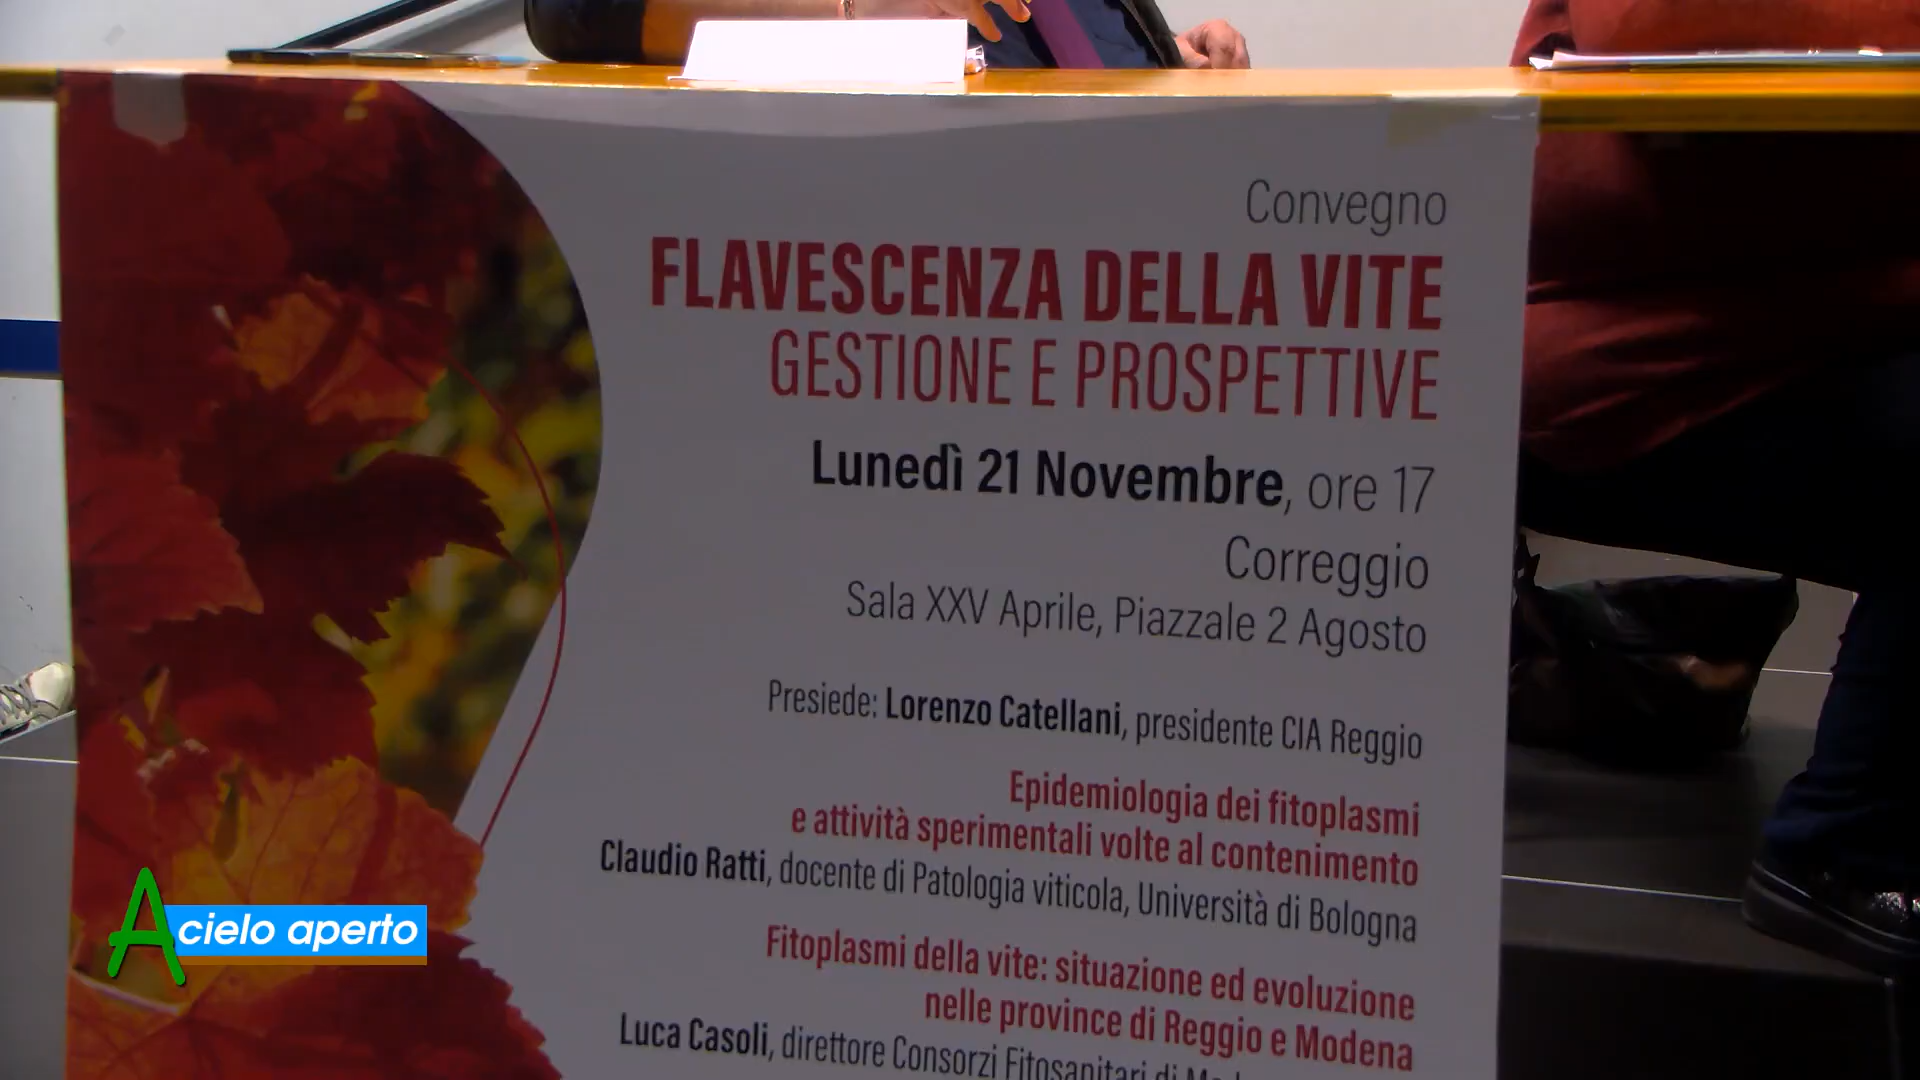 Convegno
FLAVESCENZA DELLA VITE
GESTIONE E PROSPETTIVE
Lunedì 21 Novembre, ore 17
Correggio
Sala XXV Aprile, Piazzale 2 Agosto
Presiede: Lorenzo Catellani, presidente CIA Reggio
Epidemiologia dei fitoplasmi
e attività sperimentali volte al contenimento
Claudio Ratti, docente di Patologia viticola, Università di Bologna
Fitoplasmi della vite: situazione ed evoluzione
nelle province di Reggio e Modena
Luca Casoli, direttore Consorzi Fitosanitari di
A cielo aperto